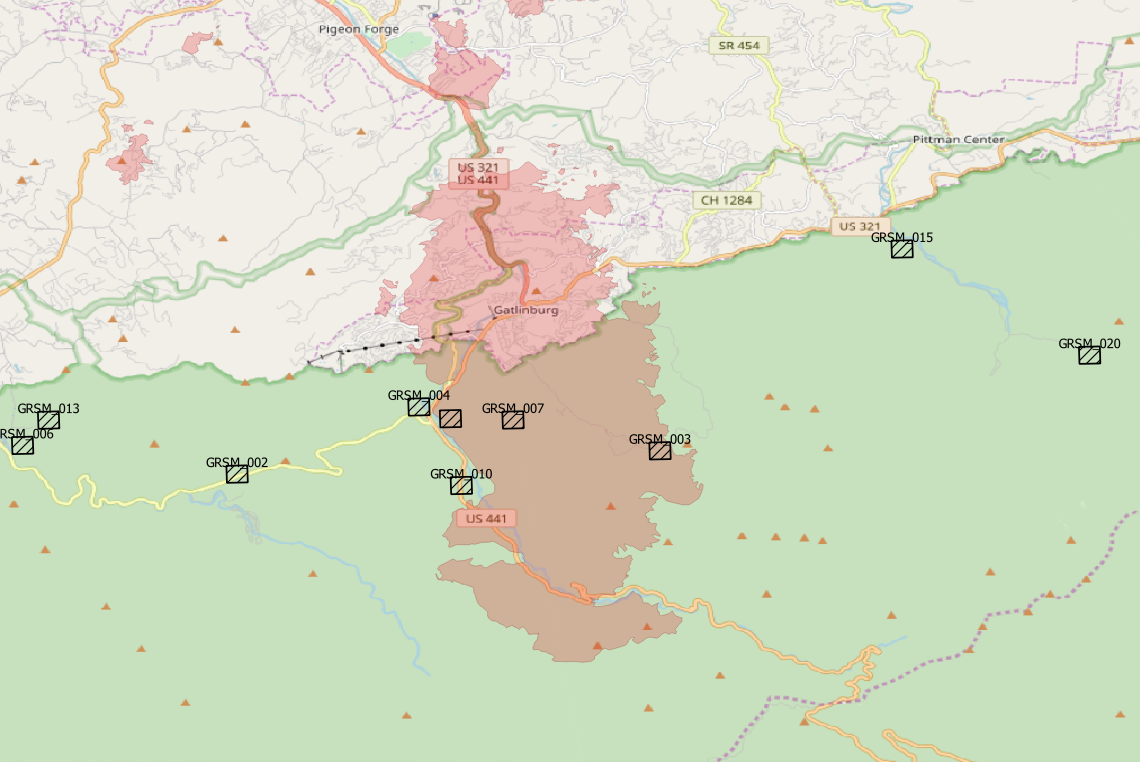 Pigeon Forge
SR 454
Pittman Center
US 321
US 441
CH 1284
US 321
GRSM_015
Gatlinburg
GRSM_020
GRSM_004
GRSM_013
GRSM_007
RSM_006
GRSM_003
GRSM_002
GRSM_010
US 441